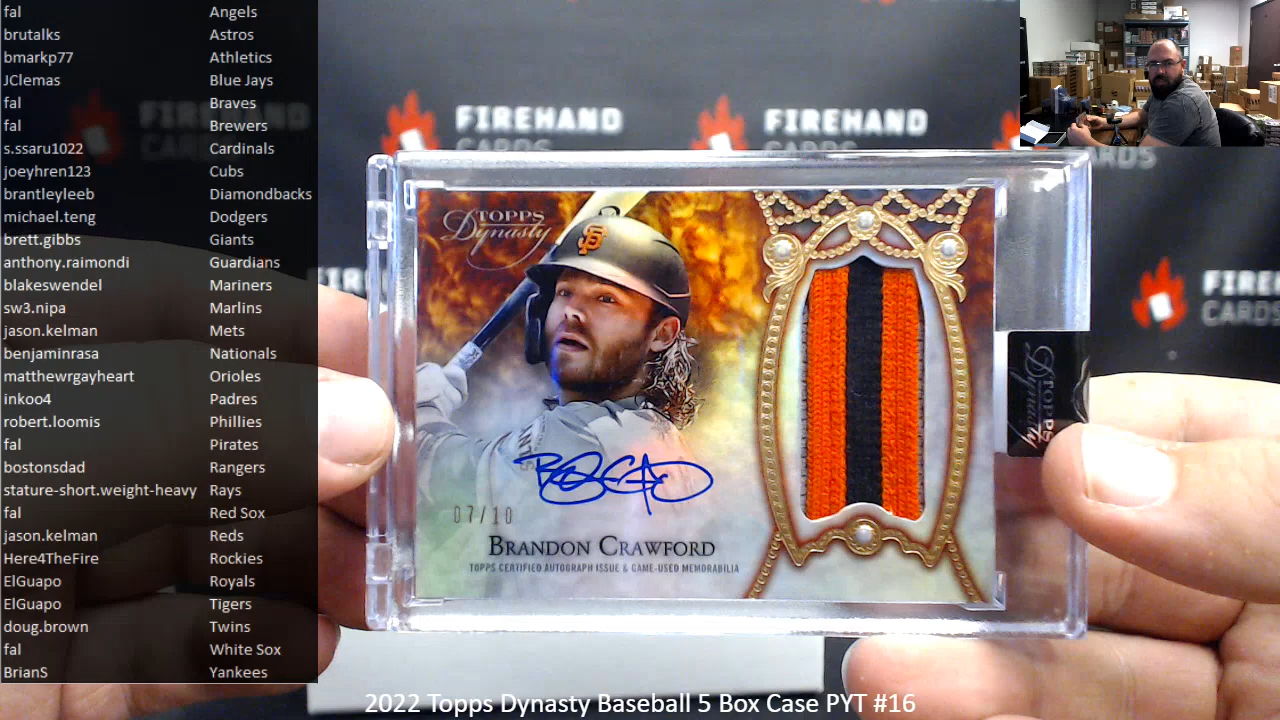 fal Angels
brutalks Astros
bmarkp77 Athletics
JClemas Blue Jays
fal Braves
fal Brewers
s.ssaru1022 Cardinals
joeyhren123 Cubs
brantleyleeb Diamondbacks
michael.teng Dodgers
brett.gibbs Giants
anthony.raimondi Guardians
blakeswendel Mariners
sw3.nipa Marlins
jason.kelman Mets
benjaminrasa Nationals
matthewrgayheart Orioles
inkoo4 Padres
robert.loomis Phillies
fal Pirates
bostonsdad Rangers
stature-short.weight-heavy Rays
fal Red Sox
jason.kelman Reds
Here4TheFire Rockies
ElGuapo Royals
ElGuapo Tigers
doug.brown Twins
fal White Sox
BrianS Yankees
FIREHAND
CARDS
FIREHAND
FIREHAND
CARDS
FIREH
CARDS
TOPPS
Dynasty
SF
07/10
BRANDON CRAWFORD
TOPPS CERTIFIED AUTOGRAPH ISSUE & GAME-USED MEMORABILIA
TOPPS
Dynasty
2022 Topps Dynasty Baseball 5 Box Case PYT #16